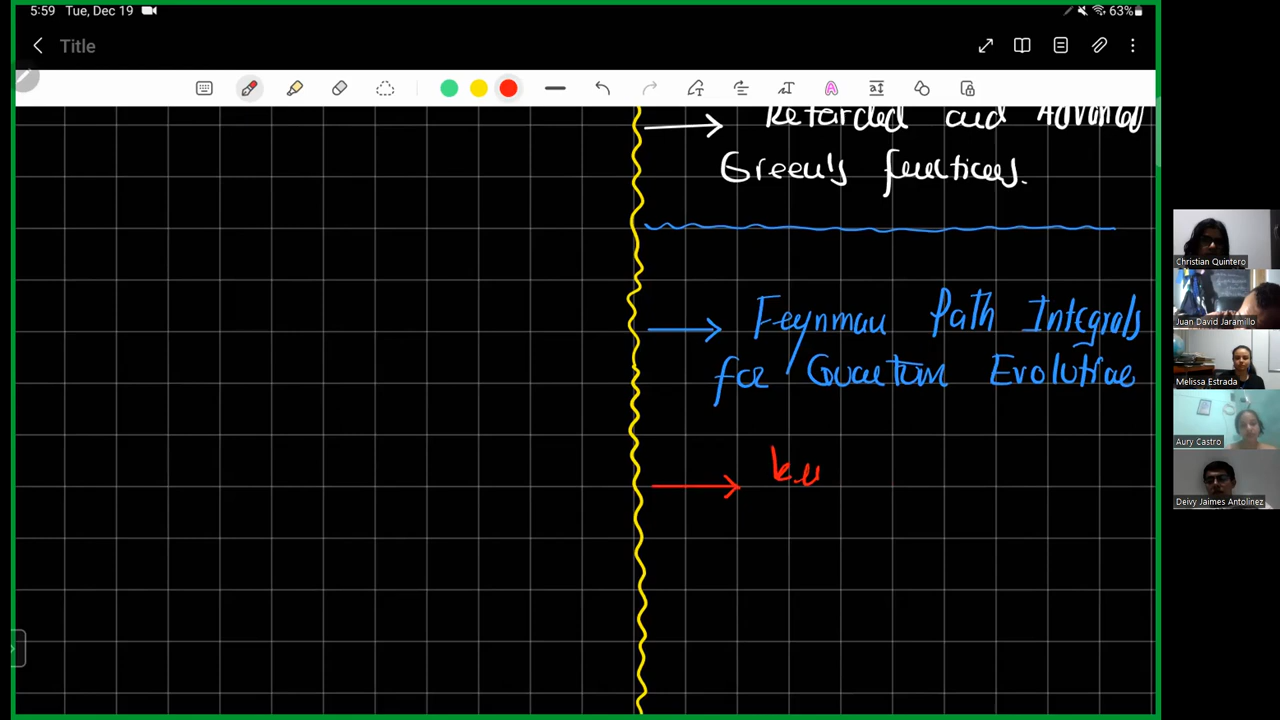 5:59 Tue, Dec 19
63%
Title
Retarded and Advanced
Green's functions.
Feynman Path Integrals
for Quantum Evolution
Christian Quintero
Juan David Jaramillo
Melissa Estrada
Aury Castro
Deivy Jaimes Antolinez